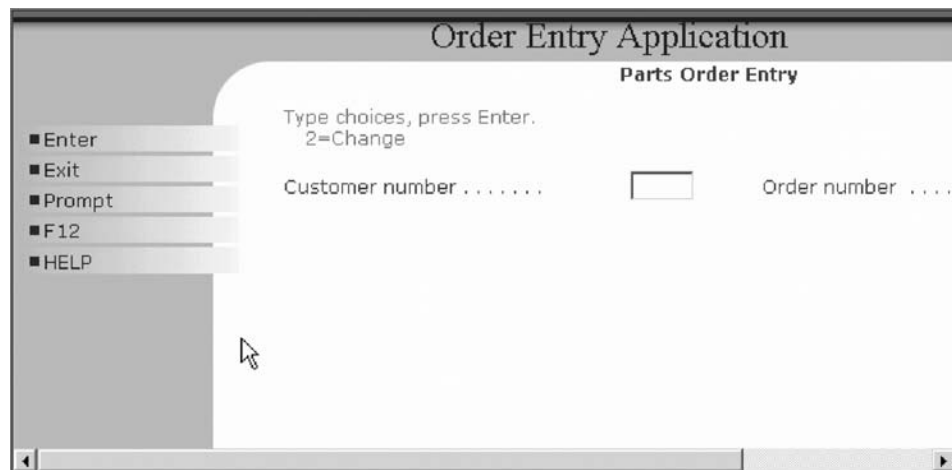 Order Entry Application
Parts Order Entry
Type choices, press Enter.
2=Change
Customer number . . . . . . .
Order number . . . .
Enter
Exit
Prompt
F12
HELP